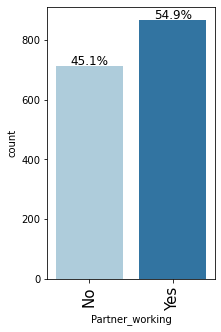 54.9%
45.1%
800
600
400
200
0
count
No
Yes
Partner_working